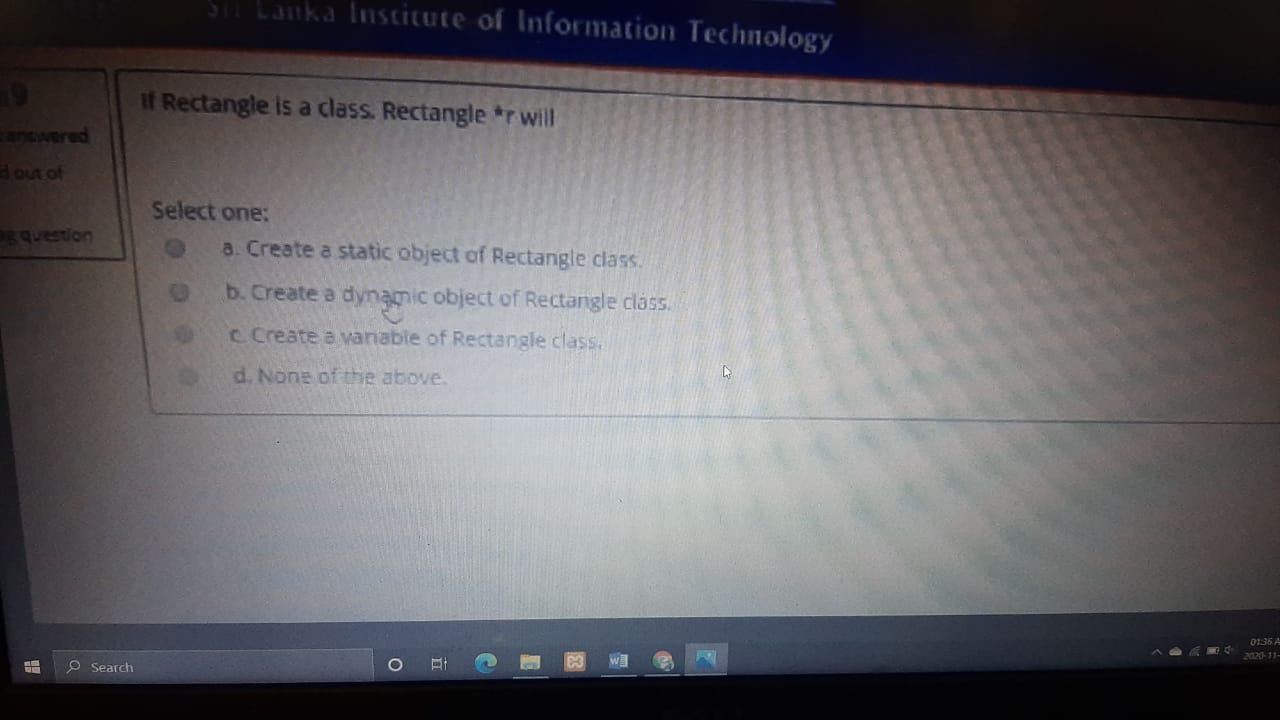 Sri Lanka Institute of Information Technology
9
answered
d out of
ag question
If Rectangle is a class. Rectangle *r will
Select one:
a. Create a static object of Rectangle class.
b. Create a dynamic object of Rectangle class.
c. Create a variable of Rectangle class.
d. None of the above.
Search
01:36 A
2020-11-